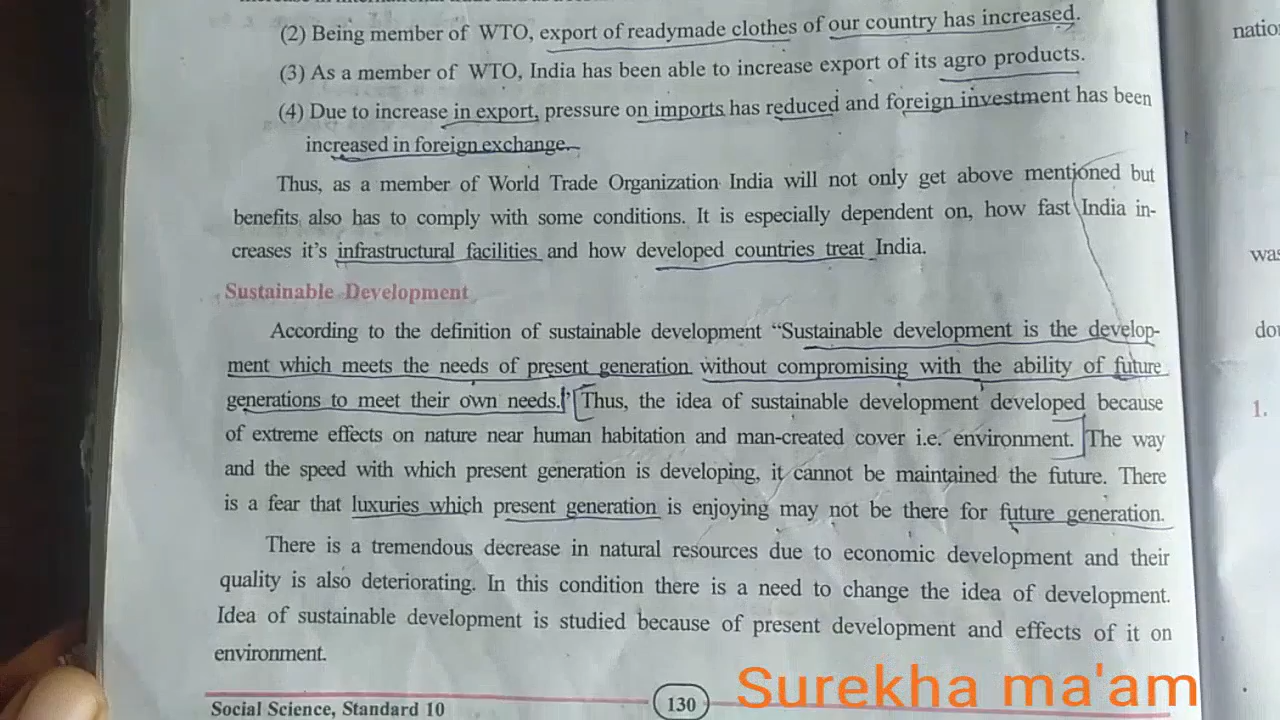 (2) Being member of WTO, export of readymade clothes of our country has increased.
(3) As a member of WTO, India has been able to increase export of its agro products.
(4) Due to increase in export, pressure on imports has reduced and foreign investment has been
increased in foreign exchange.
Thus, as a member of World Trade Organization India will not only get above mentioned but
benefits also has to comply with some conditions. It is especially dependent on, how fast India in-
creases it's infrastructural facilities and how developed countries treat India.
Sustainable Development
According to the definition of sustainable development “Sustainable development is the develop-
ment which meets the needs of present generation without compromising with the ability of future
generations to meet their own needs.” Thus, the idea of sustainable development developed because
of extreme effects on nature near human habitation and man-created cover i.e. environment. The way
and the speed with which present generation is developing, it cannot be maintained the future. There
is a fear that luxuries which present generation is enjoying may not be there for future generation.
There is a tremendous decrease in natural resources due to economic development and their
quality is also deteriorating. In this condition there is a need to change the idea of development.
Idea of sustainable development is studied because of present development and effects of it on
environment.
Social Science, Standard 10
130
Surekha ma'am
1.